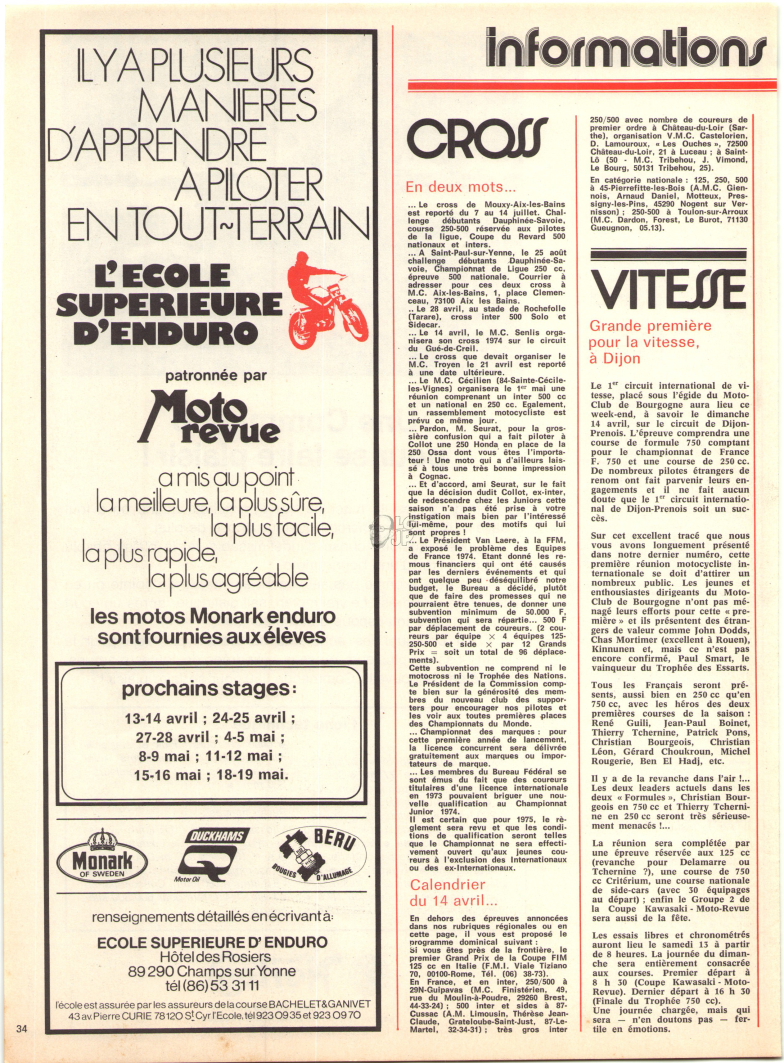 IL Y A PLUSIEURS
MANIERES
D'APPRENDRE
A PILOTER
EN TOUT~TERRAIN
L'ECOLE
SUPERIEURE
D'ENDURO
patronnée par
Moto
revue
a mis au point
la meilleure, la plus sûre,
la plus facile,
la plus rapide,
la plus agréable
les motos Monark enduro
sont fournies aux élèves
prochains stages :
13-14 avril ; 24-25 avril ;
27-28 avril ; 4-5 mai ;
8-9 mai ; 11-12 mai ;
15-16 mai ; 18-19 mai.
Monark
OF SWEDEN
DUCKHAMS
Q
Motor Oil
BERU
BOUGIES D'ALLUMAGE
renseignements détaillés en écrivant à :
ECOLE SUPERIEURE D' ENDURO
Hôtel des Rosiers
89 290 Champs sur Yonne
tél (86) 53 31 11
l'école est assurée par les assureurs de la course BACHELET & GANIVET
43 av. Pierre CURIE 78120 St Cyr l'Ecole. tél 923 09 35 et 923 09 70
34
informations
CROSS
En deux mots...
... Le cross de Mouxy-Aix-les-Bains
est reporté du 7 au 14 juillet. Chal-
lenge débutants Dauphinée-Savoie,
course 250-500 réservée aux pilotes
de la ligue, Coupe du Revard 500
nationaux et inters.
... A Saint-Paul-sur-Yenne, le 25 août
challenge débutants Dauphinée-Sa-
voie, Championnat de Ligue 250 cc,
épreuve 500 nationale. Courrier à
adresser pour ces deux cross à
M.C. Aix-les-Bains, 1, place Clemen-
ceau, 73100 Aix les Bains.
.. Le 28 avril, au stade de Rochefolle
(Tarare), cross inter 500 Solo et
Sidecar.
... Le 14 avril, le M.C. Senlis orga-
nisera son cross 1974 sur le circuit
du Gué-de-Creil.
... Le cross que devait organiser le
M.C. Troyen le 21 avril est reporté
à une date ultérieure.
... Le M.C. Cécilien (84-Sainte-Cécile-
les-Vignes) organisera le 1er mai une
réunion comprenant un inter 500 cc
et un national en 250 cc. Egalement,
un rassemblement motocycliste est
prévu ce même jour.
... Pardon, M. Seurat, pour la gros-
sière confusion qui a fait piloter à
Collot une 250 Honda en place de la
250 Ossa dont vous êtes l'importa-
teur ! Une moto qui a d'ailleurs lais-
sé à tous une très bonne impression
à Cognac.
... Et d'accord, ami Seurat, sur le fait
que la décision dudit Collot, ex-inter,
de redescendre chez les Juniors cette
saison n'a pas été prise à votre
instigation mais bien par l'intéressé
lui-même, pour des motifs qui lui
sont propres !
... Le Président Van Laere, à la FFM,
a exposé le problème des Equipes
de France 1974. Etant donné les re-
mous financiers qui ont été causés
par les derniers événements et qui
ont quelque peu déséquilibré notre
budget, le Bureau a décidé, plutôt
que de faire des promesses qui ne
pourraient être tenues, de donner une
subvention minimum de 50.000 F,
subvention qui sera répartie... 500 F
par déplacement de coureurs. (2 cou-
reurs par équipe × 4 équipes 125-
250-500 et side × par 12 Grands
Prix = soit un total de 96 déplace-
ments).
Cette subvention ne comprend ni le
motocross ni le Trophée des Nations.
Le Président de la Commission comp-
te bien sur la générosité des mem-
bres du nouveau club des suppor-
ters pour encourager nos pilotes et
les voir aux toutes premières places
des Championnats du Monde.
... Championnat des marques : pour
cette première année de lancement,
la licence concurrent sera délivrée
gratuitement aux marques ou impor-
tateurs de marque.
... Les membres du Bureau Fédéral se
sont émus du fait que des coureurs
titulaires d'une licence internationale
en 1973 pouvaient briguer une nou-
velle qualification au Championnat
Junior 1974.
Il est certain que pour 1975, le rè-
glement sera revu et que les condi-
tions de qualification seront telles
que le Championnat ne sera effecti-
vement ouvert qu'aux jeunes cou-
reurs à l'exclusion des Internationaux
ou des ex-Internationaux.
Calendrier
du 14 avril...
En dehors des épreuves annoncées
dans nos rubriques régionales ou en
cette page, il vous est proposé le
programme dominical suivant :
Si vous êtes près de la frontière, le
premier Grand Prix de la Coupe FIM
125 cc en Italie (F.M.I. Viale Tiziano
70, 00100-Rome, Tél. (06) 38-73).
En France, et en inter, 250/500 à
29N-Guipavas (M.C. Finistérien, 49,
rue du Moulin-à-Poudre, 29260 Brest,
44-33-24) ; 500 inter et sides à 87-
Cussac (A.M. Limousin, Thérèse Jean-
Claude, Grateloube-Saint-Just, 87-Le-
Martel, 32-34-31) ; très gros inter
250/500 avec nombre de coureurs de
premier ordre à Château-du-Loir (Sar-
the), organisation V.M.C. Castelorien,
D. Lamouroux, « Les Ouches », 72500
Château-du-Loir, 21 à Luceau ; à Saint-
Lô (50 - M.C. Tribehou, J. Vimond,
Le Bourg, 50131 Tribehou, 25).
En catégorie nationale : 125, 250, 500
à 45-Pierrefitte-les-Bois (A.M.C. Gien-
nois, Arnaud Daniel, Motteux, Pres-
signy-les-Pins, 45290 Nogent sur Ver-
nisson) ; 250-500 à Toulon-sur-Arroux
(M.C. Dardon, Forest, Le Burot, 71130
Gueugnon, 05.13).
VITESSE
Grande première
pour la vitesse,
à Dijon
Le 1er circuit international de vi-
tesse, placé sous l'égide du Moto-
Club de Bourgogne aura lieu ce
week-end, à savoir le dimanche
14 avril, sur le circuit de Dijon-
Prenois. L'épreuve comprendra une
course de formule 750 comptant
pour le championnat de France
F. 750 et une course de 250 cc.
De nombreux pilotes étrangers de
renom ont fait parvenir leurs en-
gagements et il ne fait aucun
doute que le 1er circuit internatio-
nal de Dijon-Prenois soit un suc-
cès.
Sur cet excellent tracé que nous
vous avons longuement présenté
dans notre dernier numéro, cette
première réunion motocycliste in-
ternationale se doit d'attirer un
nombreux public. Les jeunes et
enthousiastes dirigeants du Moto-
Club de Bourgogne n'ont pas mé-
nagé leurs efforts pour cette « pre-
mière » et ils présentent des étran-
gers de valeur comme John Dodds,
Chas Mortimer (excellent à Rouen),
Kinnunen et, mais ce n'est pas
encore confirmé, Paul Smart, le
vainqueur du Trophée des Essarts.
Tous les Français seront pré-
sents, aussi bien en 250 cc qu'en
750 cc, avec les héros des deux
premières courses de la saison :
René Guili, Jean-Paul Boinet,
Thierry Tchernine, Patrick Pons,
Christian Bourgeois, Christian
Léon, Gérard Choukroun, Michel
Rougerie, Ben El Hadj, etc.
Il y a de la revanche dans l'air !...
Les deux leaders actuels dans les
deux « Formules », Christian Bour-
geois en 750 cc et Thierry Tcherni-
ne en 250 cc seront très sérieuse-
ment menacés !...
La réunion sera complétée par
une épreuve réservée aux 125 cc
(revanche pour Delamarre ou
Tchernine ?), une course de 750
cc Critérium, une course nationale
de side-cars (avec 30 équipages
au départ) ; enfin le Groupe 2 de
la Coupe Kawasaki - Moto-Revue
sera aussi de la fête.
Les essais libres et chronométrés
auront lieu le samedi 13 à partir
de 8 heures. La journée du diman-
che sera entièrement consacrée
aux courses. Premier départ à
8 h 30 (Coupe Kawasaki - Moto-
Revue). Dernier départ à 16 h 30
(Finale du Trophée 750 cc).
Une journée chargée, mais qui
sera — n'en doutons pas — fer-
tile en émotions.